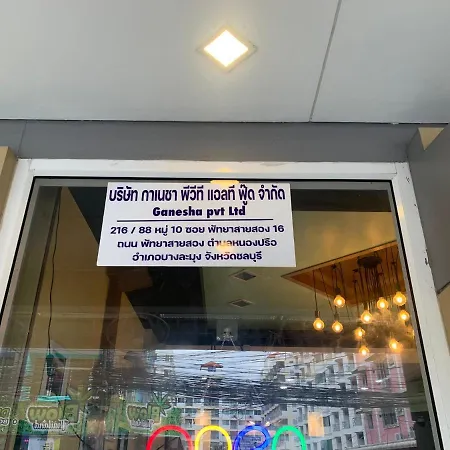 บริษัท กาเนซา พีวีที แอลที ฟู๊ด จำกัด
Ganesha pvt Ltd
216 / 88 หมู่ 10 ซอย พัทยาสายสอง 16
ถนน พัทยาสายสอง ตำบลหนองปรือ
อำเภอบางละมุง จังหวัดชลบุรี